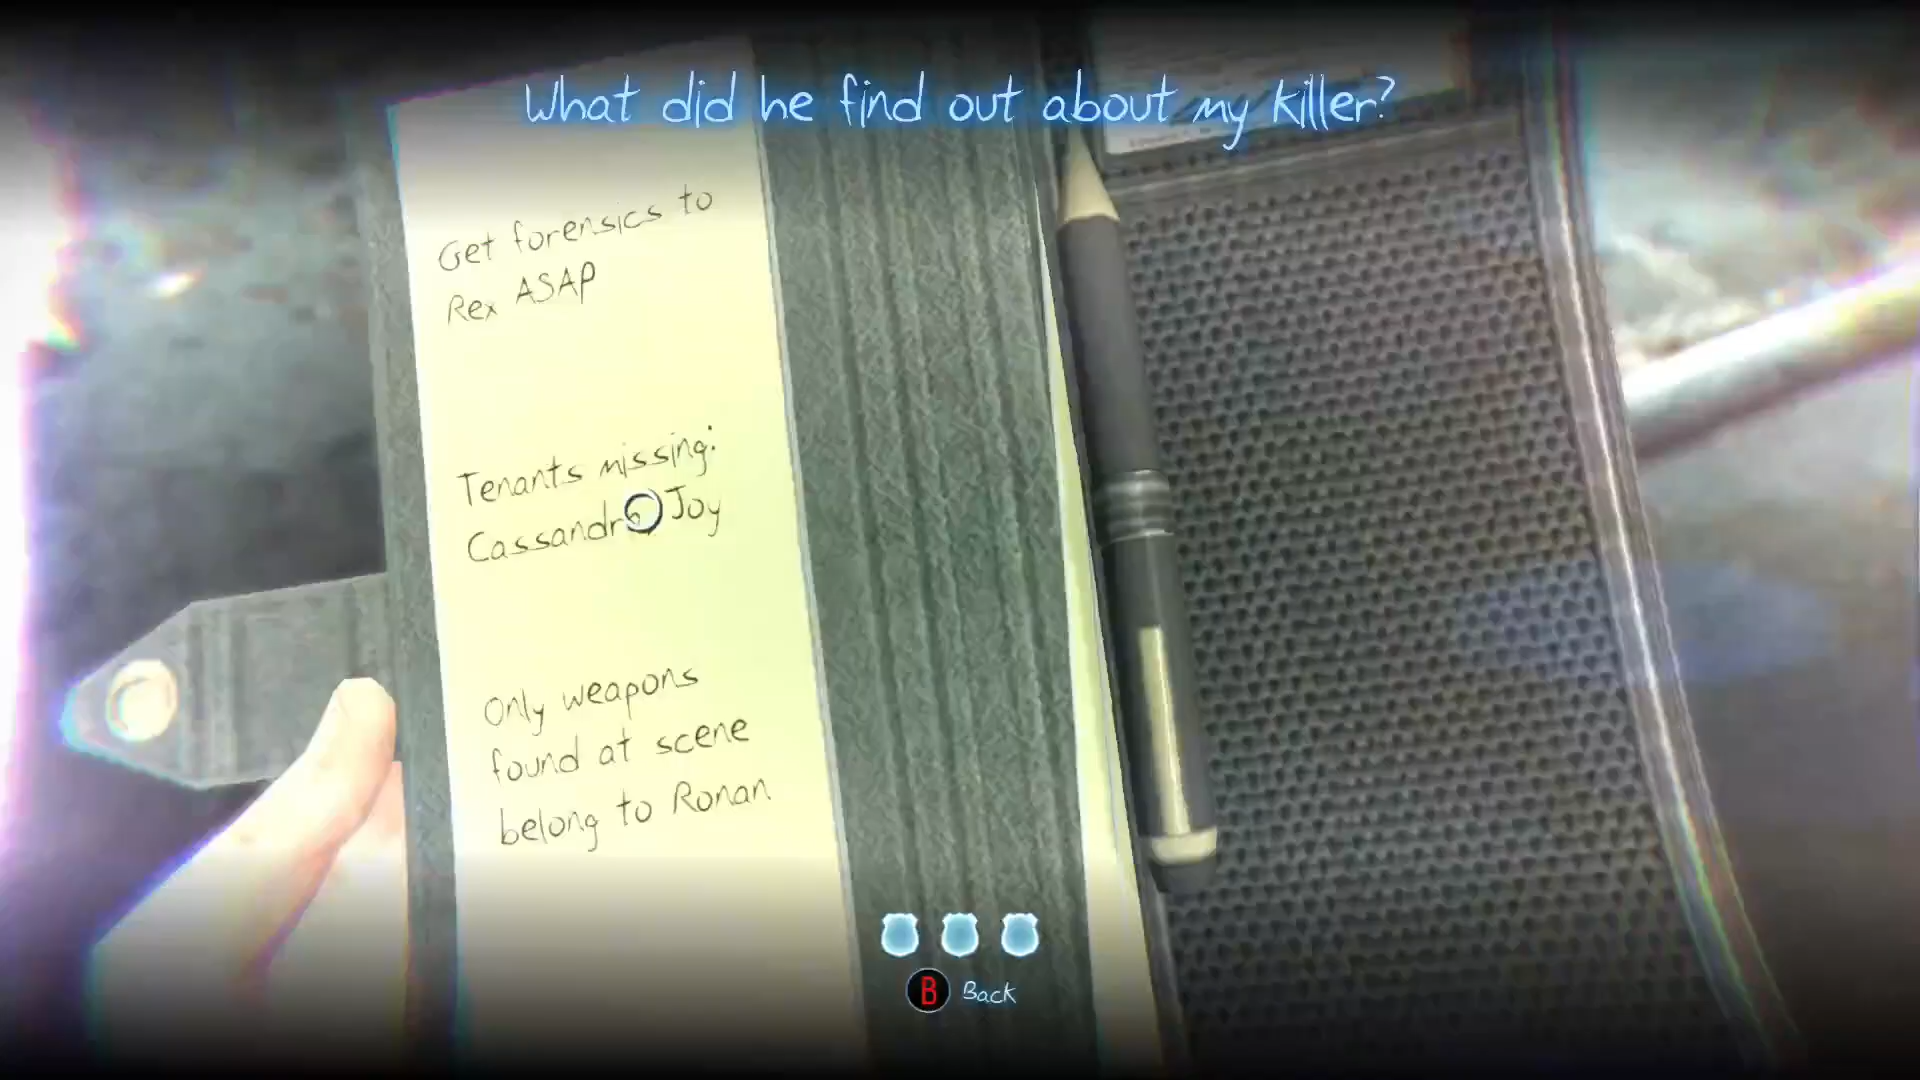 What did he find out about my killer?
Get forensics to
Rex ASAP
Tenants missing:
Cassandra, Joy
Only weapons
found at scene
belong to Ronan
B Back